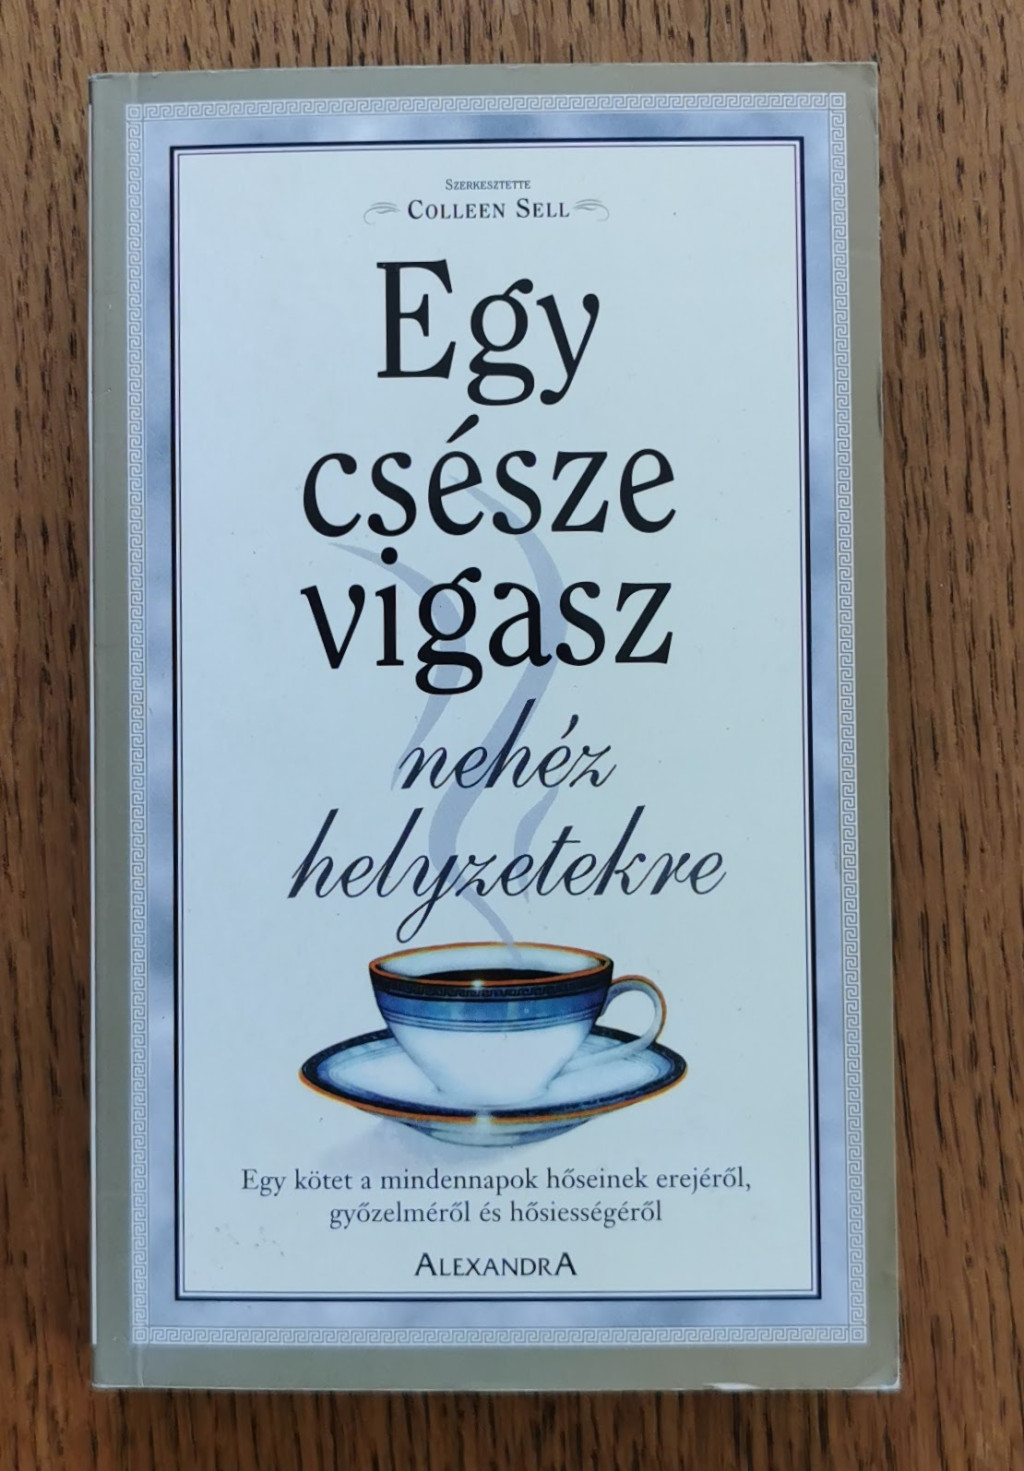 SZERKESZTETTE
COLLEEN SELL
Egy
csésze
vigasz
nehéz
helyzetekre
Egy kötet a mindennapok hőseinek erejéről,
győzelméről és hősiességéről
ALEXANDRA